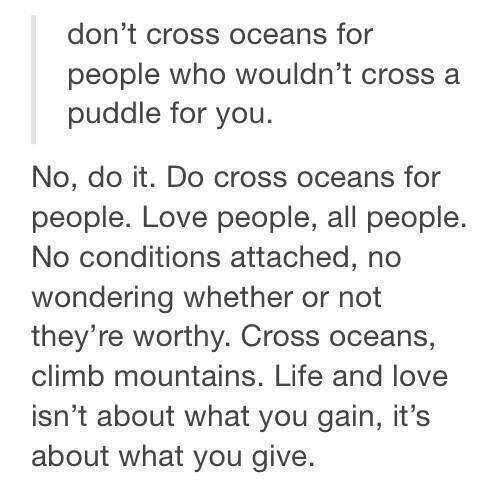 don’t cross oceans for
people who wouldn’t cross a
puddle for you.
No, do it. Do cross oceans for
people. Love people, all people.
No conditions attached, no
wondering whether or not
they’re worthy. Cross oceans,
climb mountains. Life and love
isn’t about what you gain, it’s
about what you give.